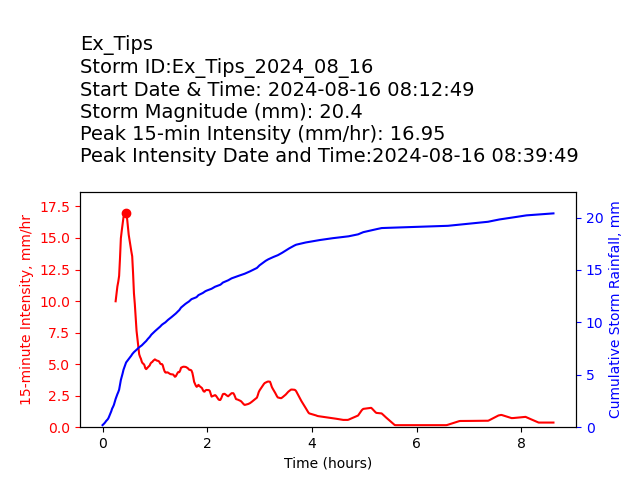 Ex_Tips
Storm ID:Ex_Tips_2024_08_16
Start Date & Time: 2024-08-16 08:12:49
Storm Magnitude (mm): 20.4
Peak 15-min Intensity (mm/hr): 16.95
Peak Intensity Date and Time:2024-08-16 08:39:49
15-minute Intensity, mm/hr
17.5
15.0
12.5
10.0
7.5
5.0
2.5
0.0
20
15
10
5
0
Cumulative Storm Rainfall, mm
0 2 4 6 8
Time (hours)